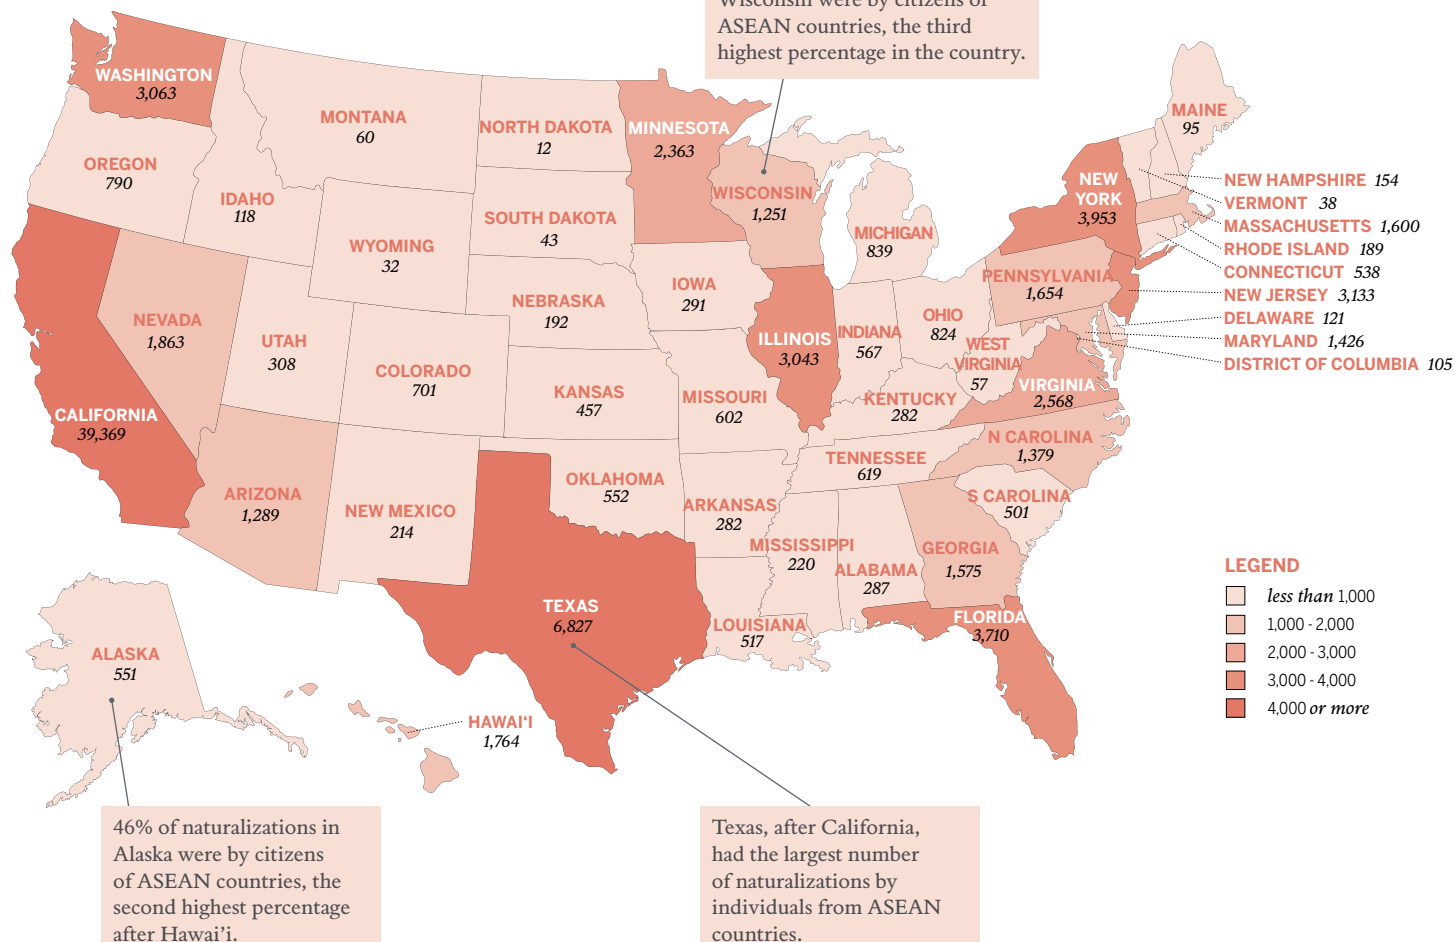 Wisconsin were by citizens of
ASEAN countries, the third
highest percentage in the country.
WASHINGTON
3,063
MONTANA
60
NORTH DAKOTA
12
MINNESOTA
2,363
MAINE
95
OREGON
790
IDAHO
118
WISCONSIN
1,251
NEW
YORK
3,953
NEW HAMPSHIRE 154
VERMONT 38
MASSACHUSETTS 1,600
RHODE ISLAND 189
CONNECTICUT 538
NEW JERSEY 3,133
DELAWARE 121
MARYLAND 1,426
DISTRICT OF COLUMBIA 105
WYOMING
32
SOUTH DAKOTA
43
MICHIGAN
839
IOWA
291
PENNSYLVANIA
1,654
NEVADA
1,863
UTAH
308
NEBRASKA
192
ILLINOIS
3,043
INDIANA
567
OHIO
824
WEST
VIRGINIA
57
VIRGINIA
2,568
COLORADO
701
KANSAS
457
MISSOURI
602
KENTUCKY
282
CALIFORNIA
39,369
N CAROLINA
1,379
TENNESSEE
619
ARIZONA
1,289
NEW MEXICO
214
OKLAHOMA
552
ARKANSAS
282
S CAROLINA
501
MISSISSIPPI
220
ALABAMA
287
GEORGIA
1,575
TEXAS
6,827
LOUISIANA
517
FLORIDA
3,710
ALASKA
551
HAWAI‘I
1,764
LEGEND
less than 1,000
1,000 - 2,000
2,000 - 3,000
3,000 - 4,000
4,000 or more
46% of naturalizations in
Alaska were by citizens
of ASEAN countries, the
second highest percentage
after Hawai’i.
Texas, after California,
had the largest number
of naturalizations by
individuals from ASEAN
countries.